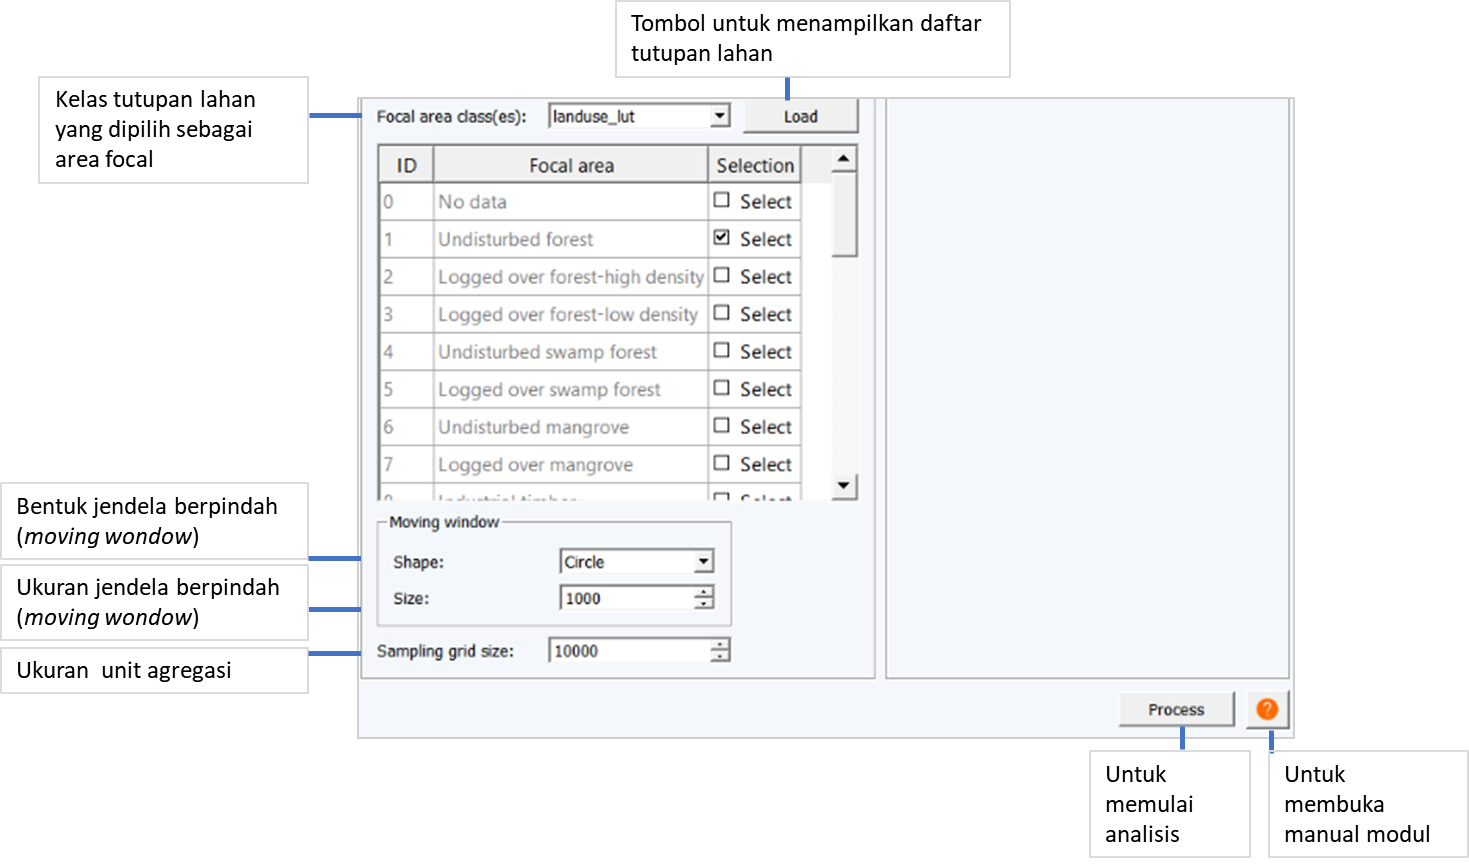 Tombol untuk menampilkan daftar
tutupan lahan
Kelas tutupan lahan
yang dipilih sebagai
area focal
Focal area class(es): landuse_lut Load
ID Focal area Selection
0 No data Select
1 Undisturbed forest Select
2 Logged over forest-high density Select
3 Logged over forest-low density Select
4 Undisturbed swamp forest Select
5 Logged over swamp forest Select
6 Undisturbed mangrove Select
7 Logged over mangrove Select
Bentuk jendela berpindah
(moving wondow)
Ukuran jendela berpindah
(moving wondow)
Ukuran unit agregasi
Moving window
Shape: Circle
Size: 1000
Sampling grid size: 10000
Process ?
Untuk
memulai
analisis
Untuk
membuka
manual modul